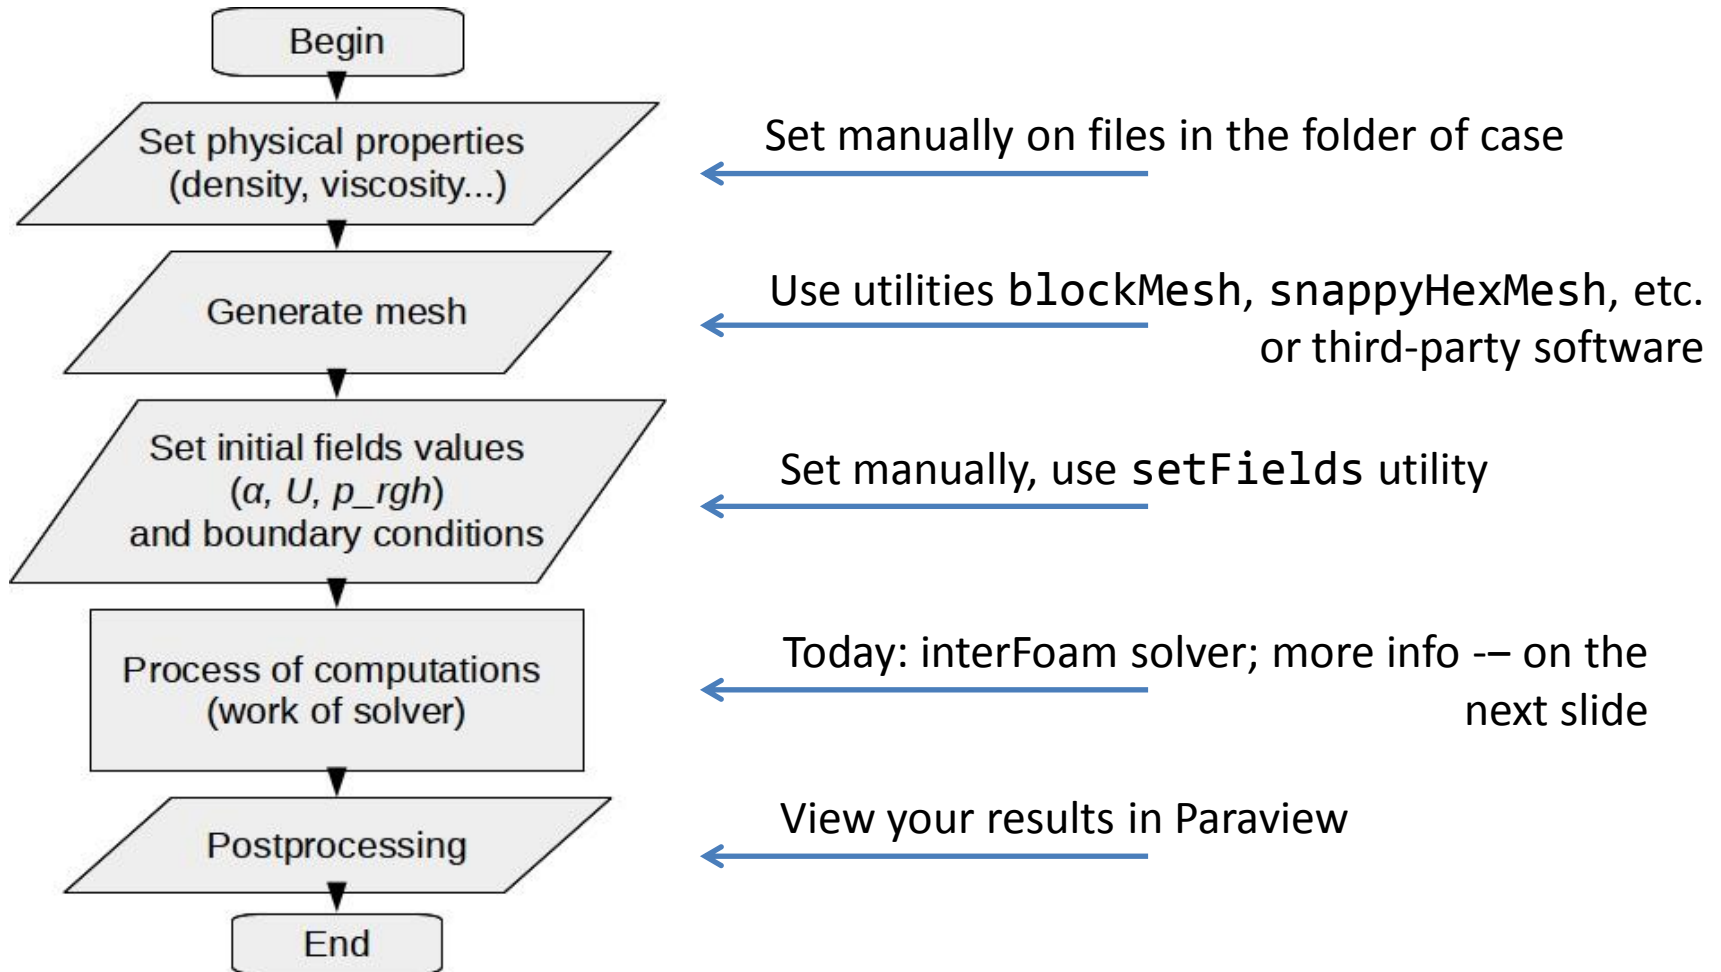 Begin
Set physical properties
(density, viscosity...)
Set manually on files in the folder of case
Generate mesh
Use utilities blockMesh, snappyHexMesh, etc.
or third-party software
Set initial fields values
(α, U, p_rgh)
and boundary conditions
Set manually, use setFields utility
Process of computations
(work of solver)
Today: interFoam solver; more info -– on the
next slide
Postprocessing
View your results in Paraview
End